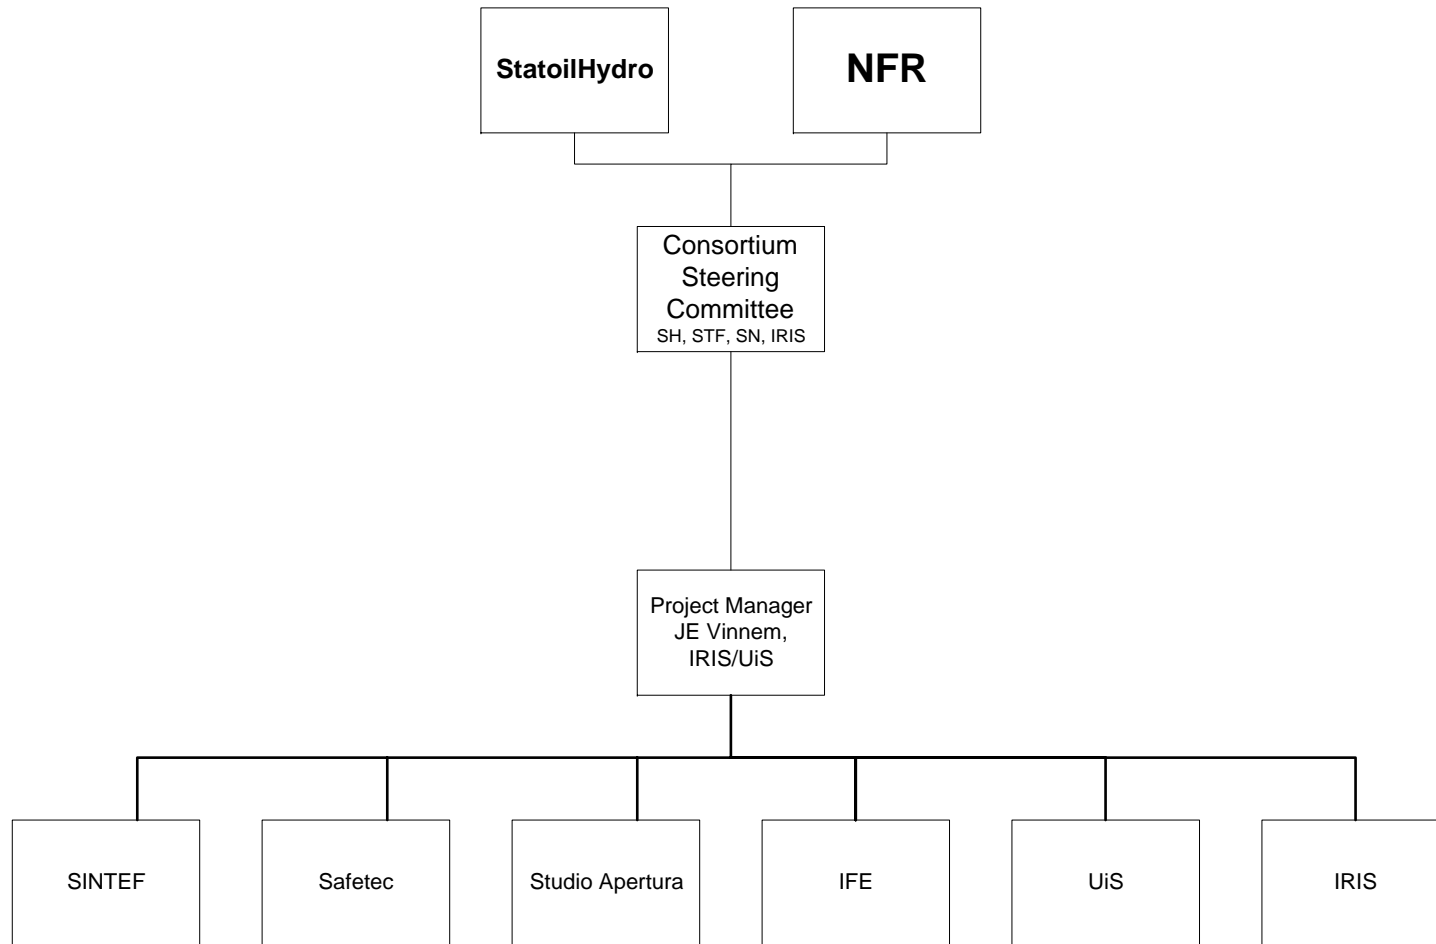 StatoilHydro
NFR
Consortium
Steering
Committee
SH, STF, SN, IRIS
Project Manager
JE Vinnem,
IRIS/UiS
SINTEF
Safetec
Studio Apertura
IFE
UiS
IRIS